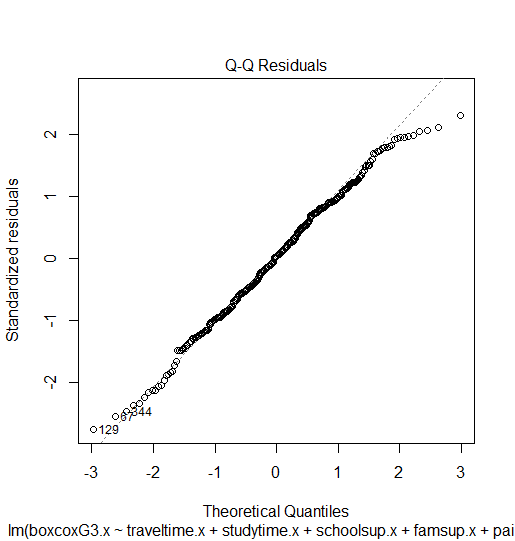 Q-Q Residuals
Standardized residuals
2
1
0
-1
-2
344
67
129
-3 -2 -1 0 1 2 3
Theoretical Quantiles
lm(boxcoxG3.x ~ traveltime.x + studytime.x + schoolsup.x + famsup.x + pai